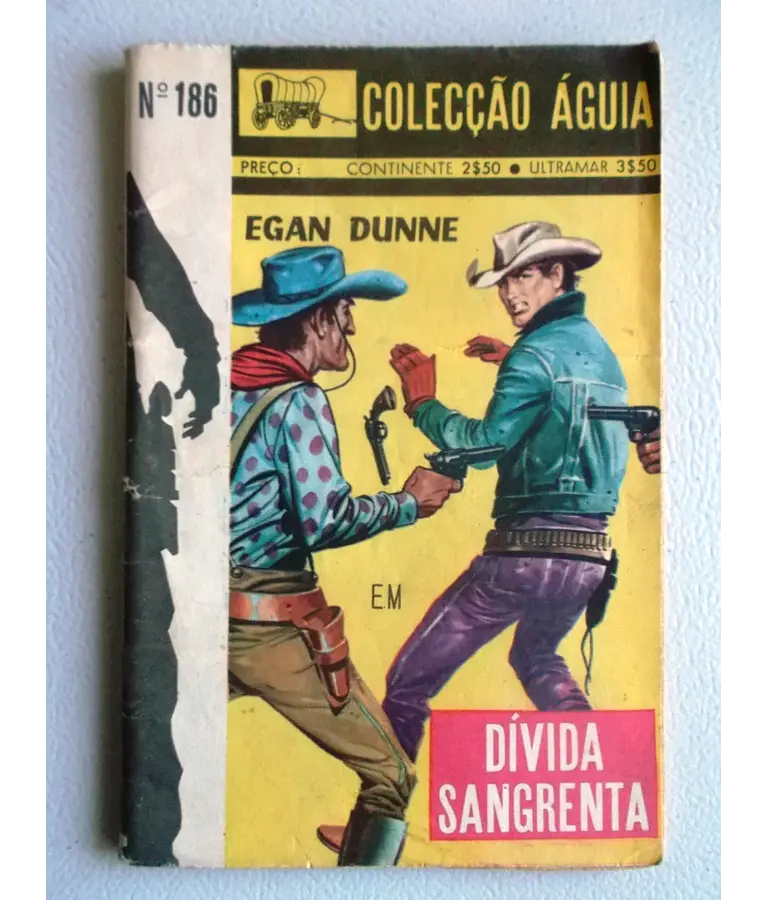 Nº 186
COLECÇÃO ÁGUIA
PREÇO: CONTINENTE 2$50 • ULTRAMAR 3$50
EGAN DUNNE
EM
DÍVIDA
SANGRENTA